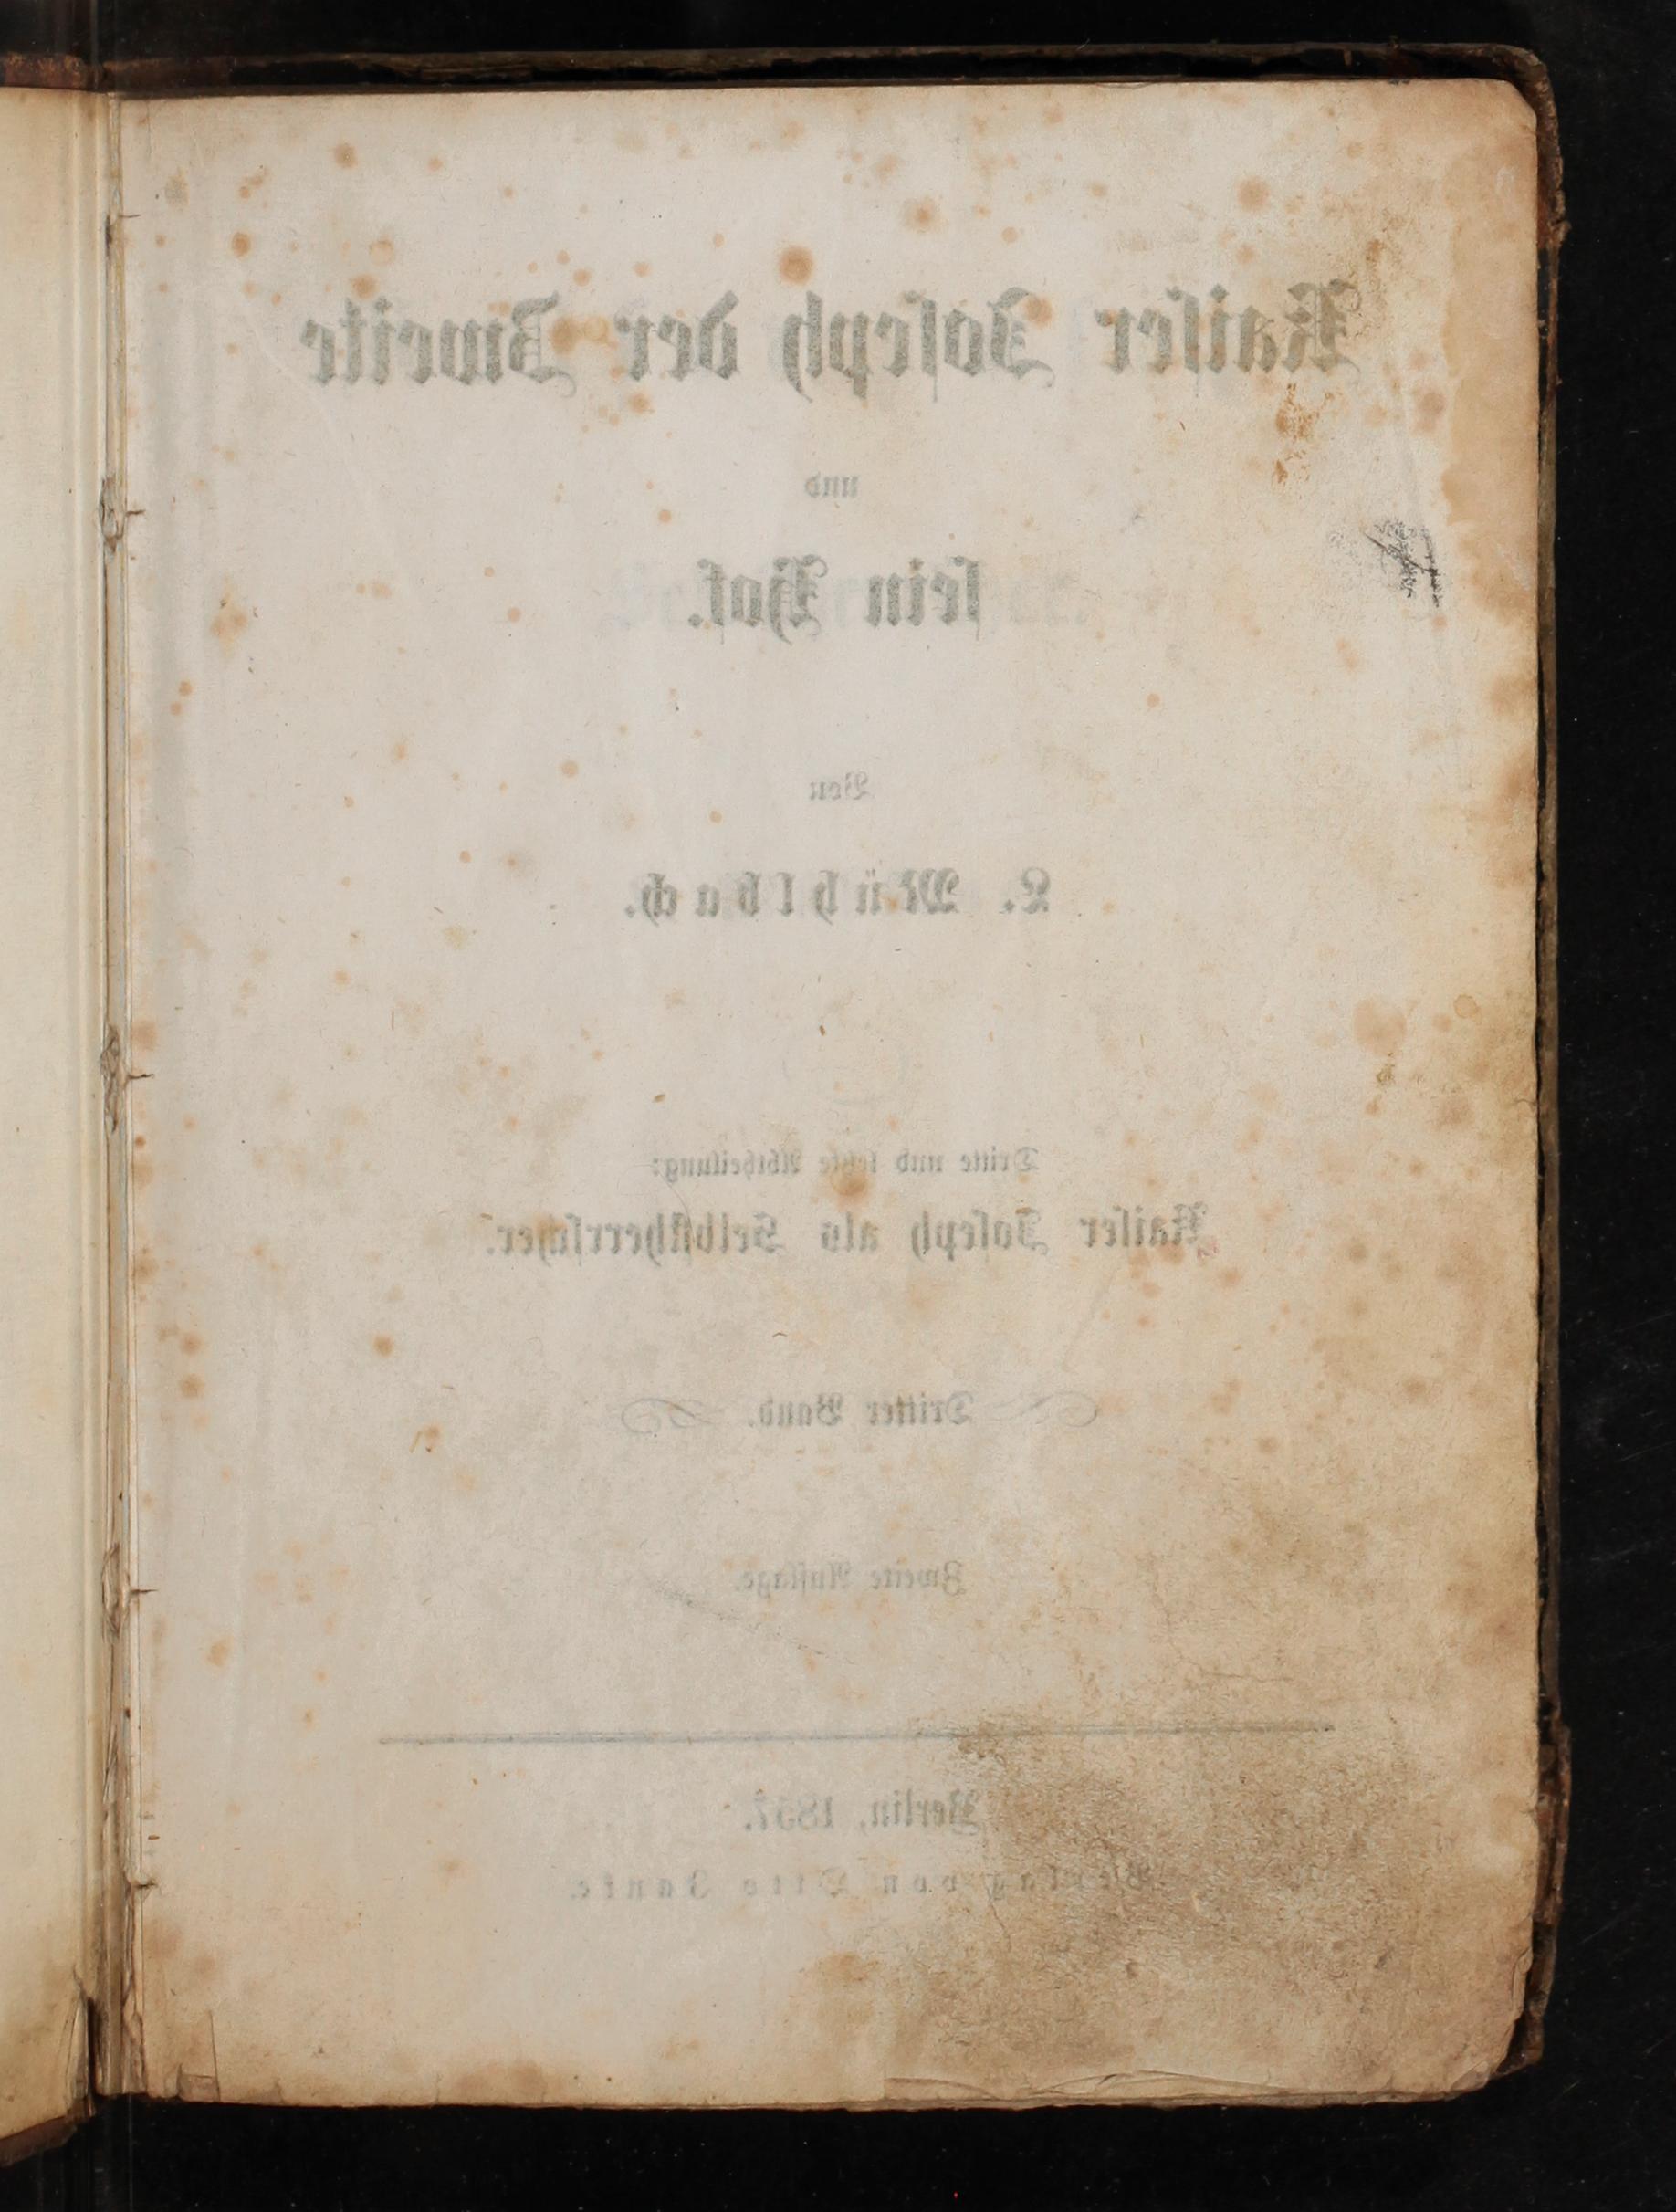 Kaiser Joseph der Zweite
und
sein Hof.
Von
L. Mühlbach.
Dritte und letzte Abtheilung:
Kaiser Joseph als Selbstherrscher.
Dritter Band.
Zweite Auflage.
Berlin, 1857.
Verlag von Otto Janke.